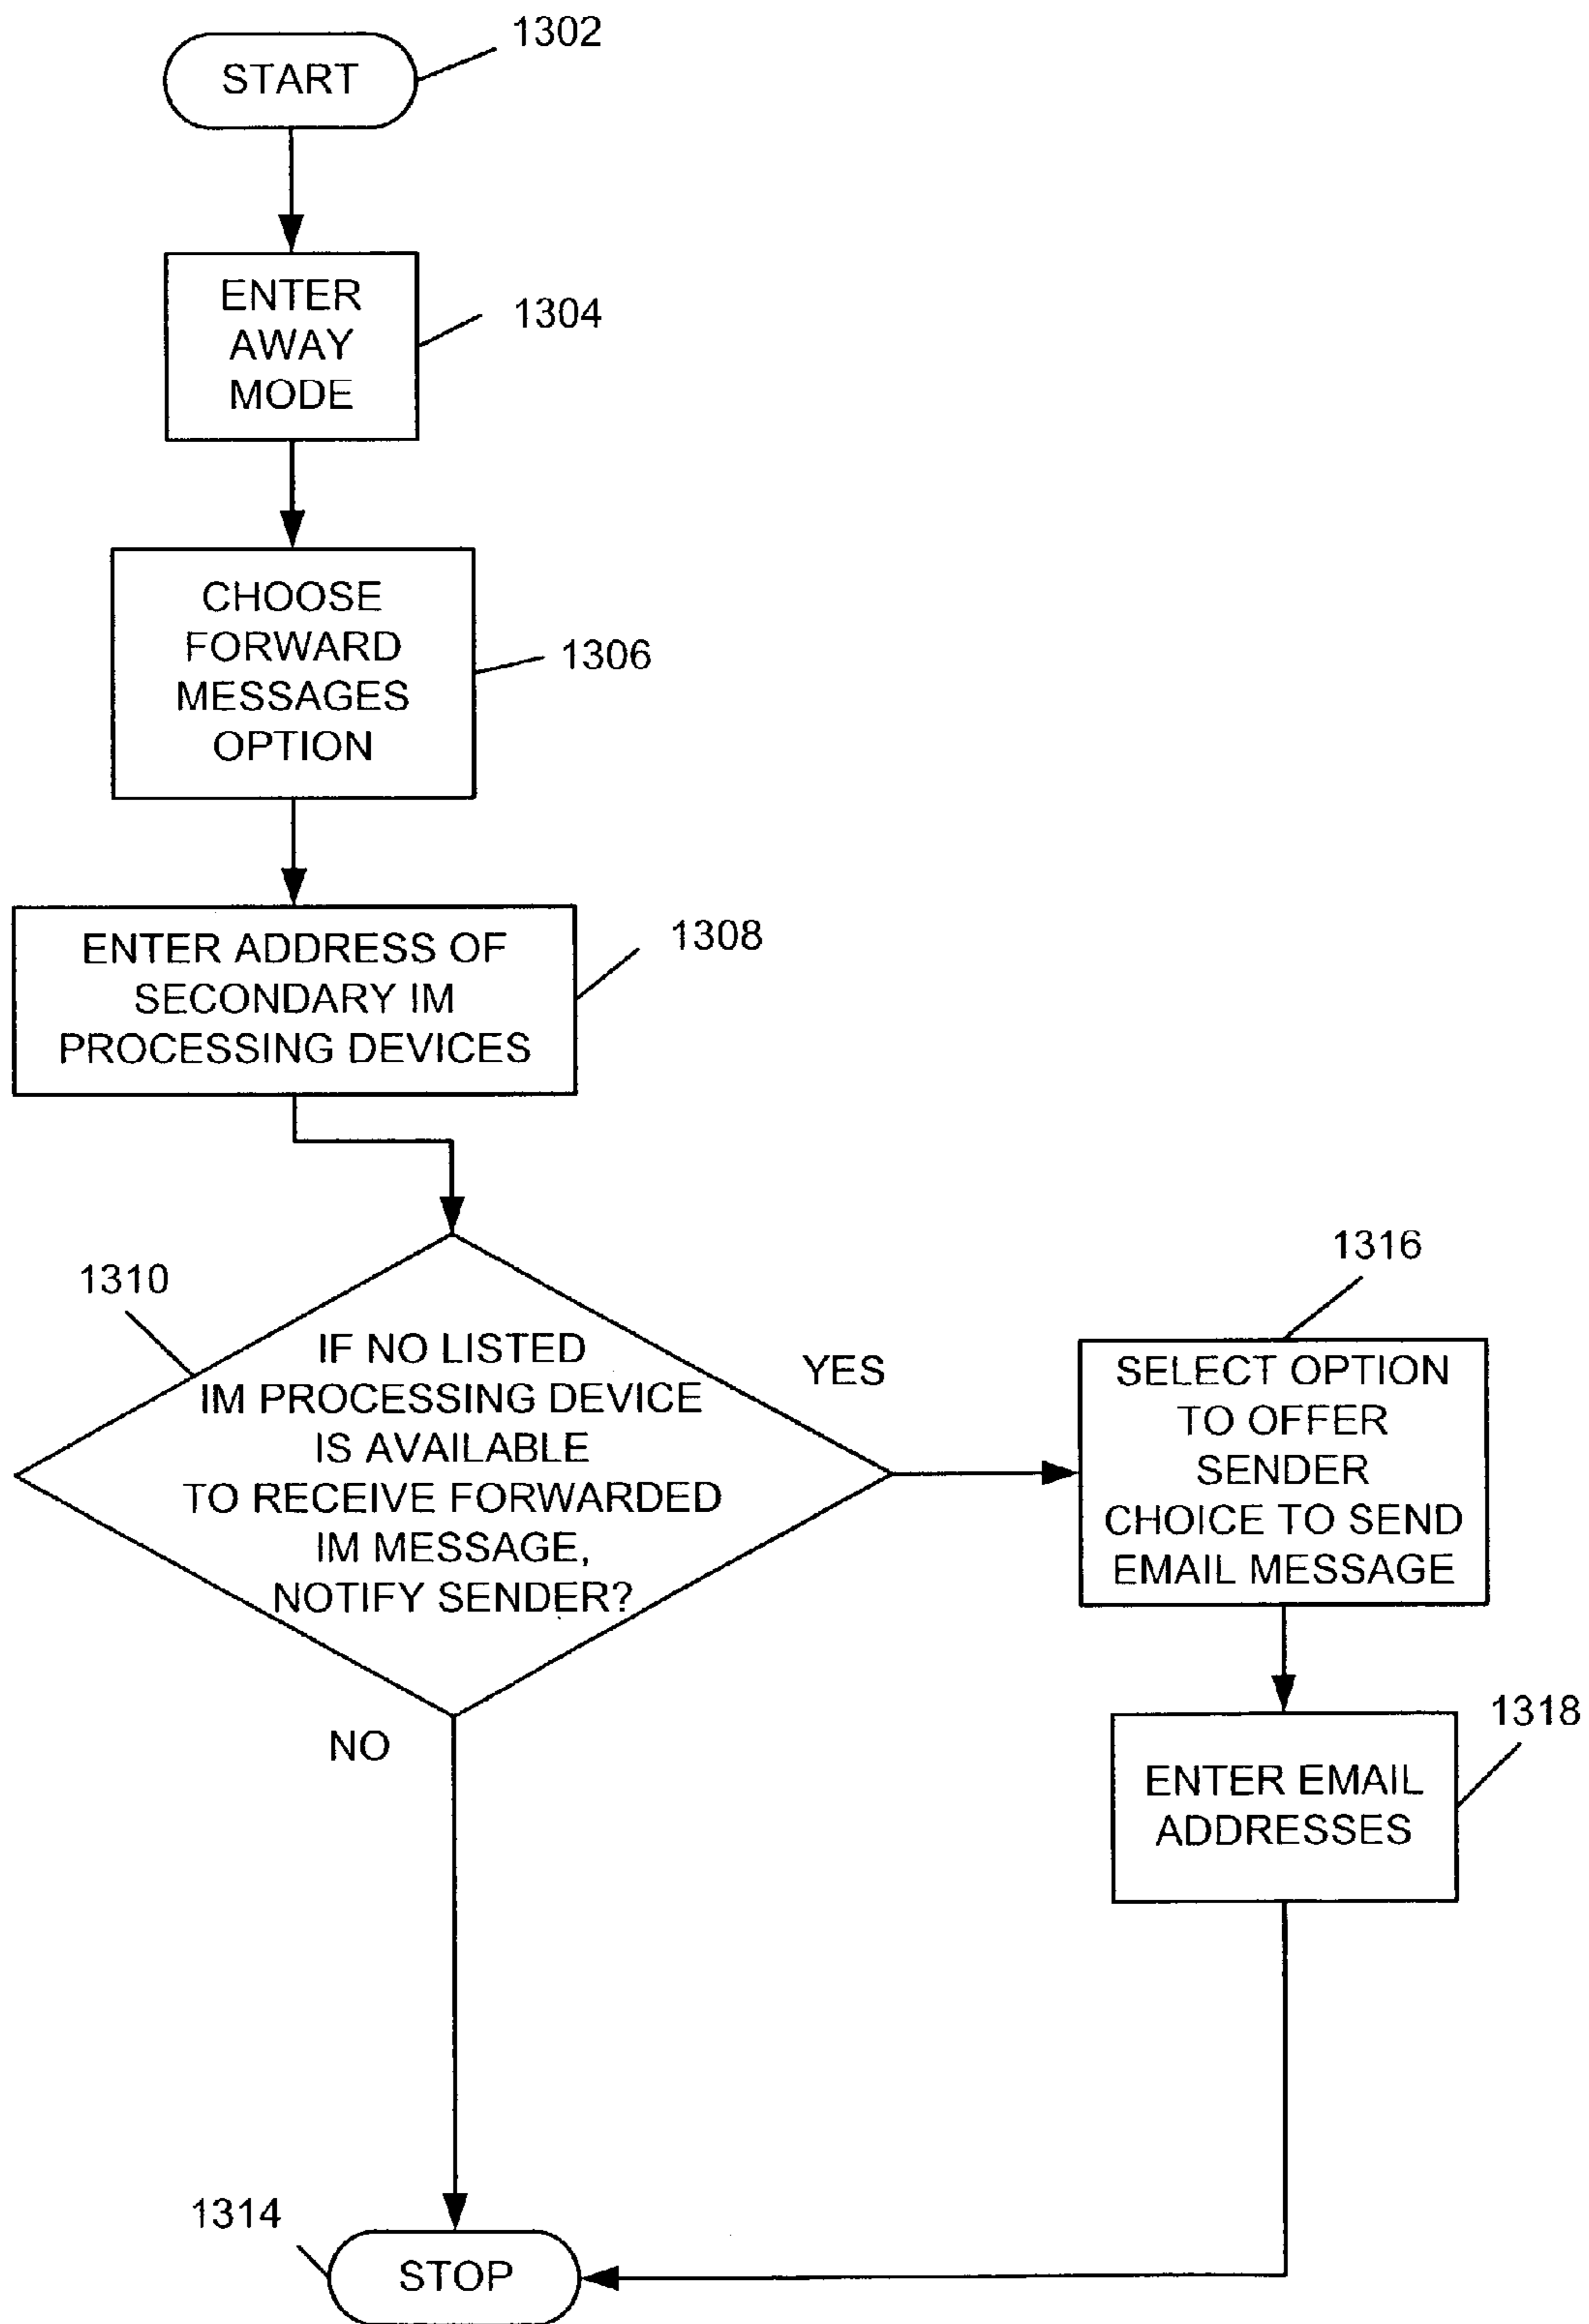 1302
START
ENTER
AWAY
MODE
1304
CHOOSE
FORWARD
MESSAGES
OPTION
1306
ENTER ADDRESS OF
SECONDARY IM
PROCESSING DEVICES
1308
1310
IF NO LISTED
IM PROCESSING DEVICE
IS AVAILABLE
TO RECEIVE FORWARDED
IM MESSAGE,
NOTIFY SENDER?
YES
NO
1316
SELECT OPTION
TO OFFER
SENDER
CHOICE TO SEND
EMAIL MESSAGE
1318
ENTER EMAIL
ADDRESSES
1314
STOP